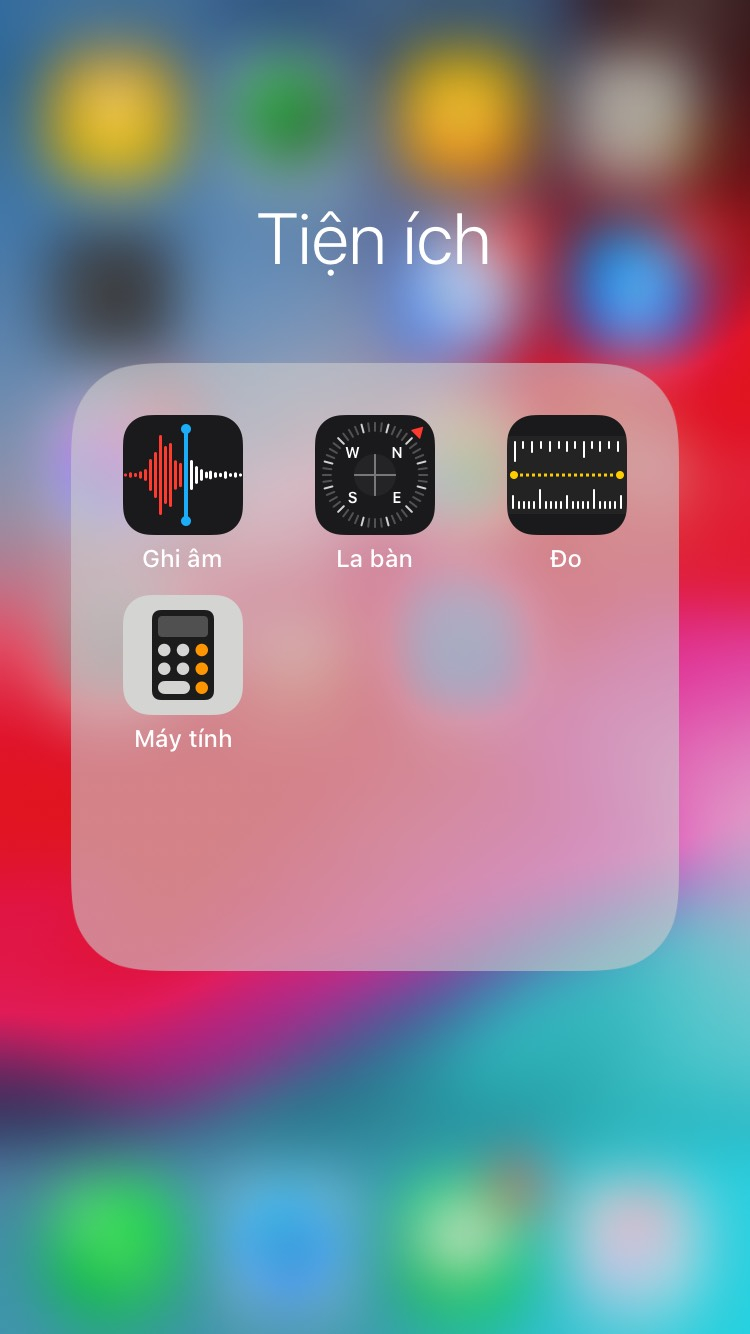 Tiện ích
W N
S E
Ghi âm
La bàn
Đo
Máy tính